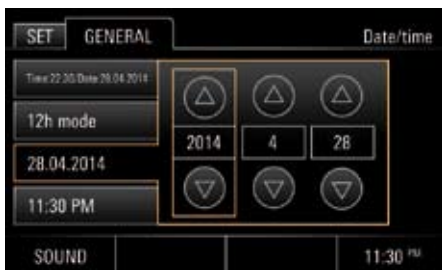 SET GENERAL Date/time
Time 22:30/Date 28.04.2014
12h mode
2014 4 28
28.04.2014
11:30 PM
SOUND 11:30 PM